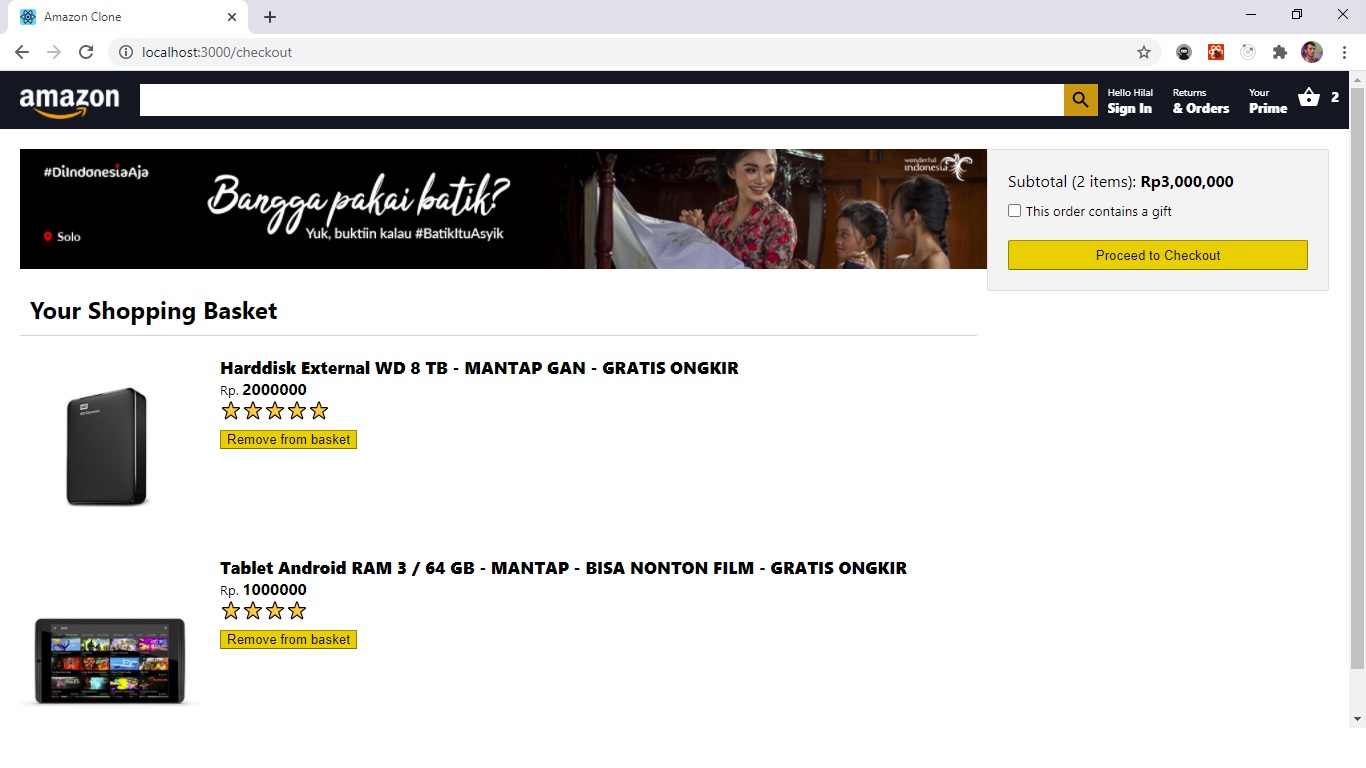 Amazon Clone
localhost:3000/checkout
amazon
Hello Hilal
Sign In
Returns
& Orders
Your
Prime
2
#DiIndonesiaAja
Bangga pakai batik?
Yuk, buktiin kalau #BatikItuAsyik
Solo
wonderful
indonesia
Subtotal (2 items): Rp3,000,000
This order contains a gift
Proceed to Checkout
Your Shopping Basket
Harddisk External WD 8 TB - MANTAP GAN - GRATIS ONGKIR
Rp. 2000000
Remove from basket
WD
Tablet Android RAM 3 / 64 GB - MANTAP - BISA NONTON FILM - GRATIS ONGKIR
Rp. 1000000
Remove from basket